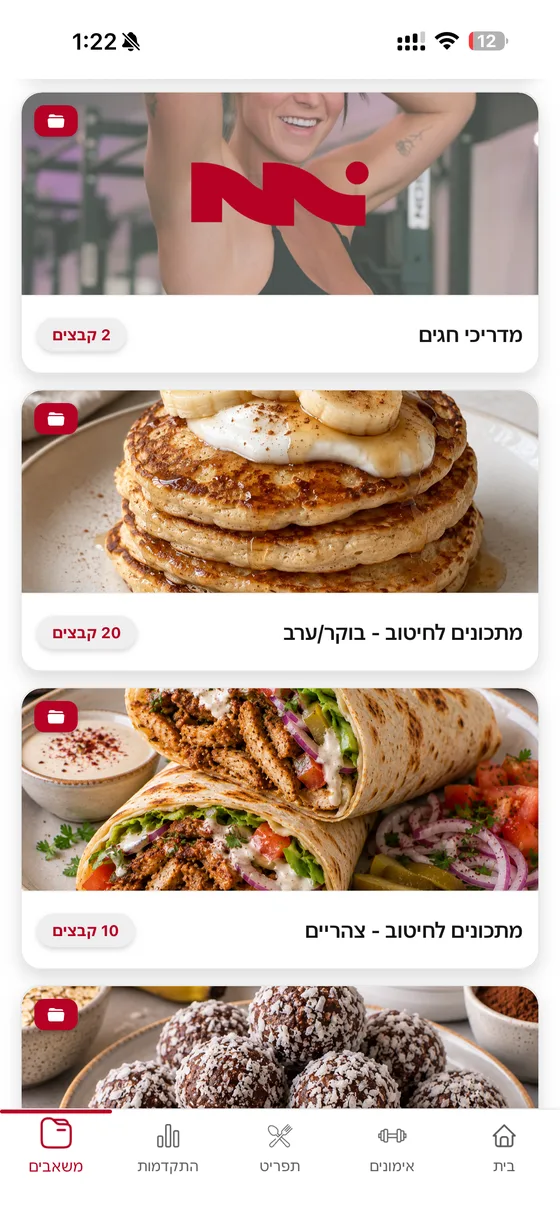 1:22
12
מדריכי חגים
2 קבצים
מתכונים לחיטוב - בוקר/ערב
20 קבצים
מתכונים לחיטוב - צהריים
10 קבצים
בית
אימונים
תפריט
התקדמות
משאבים